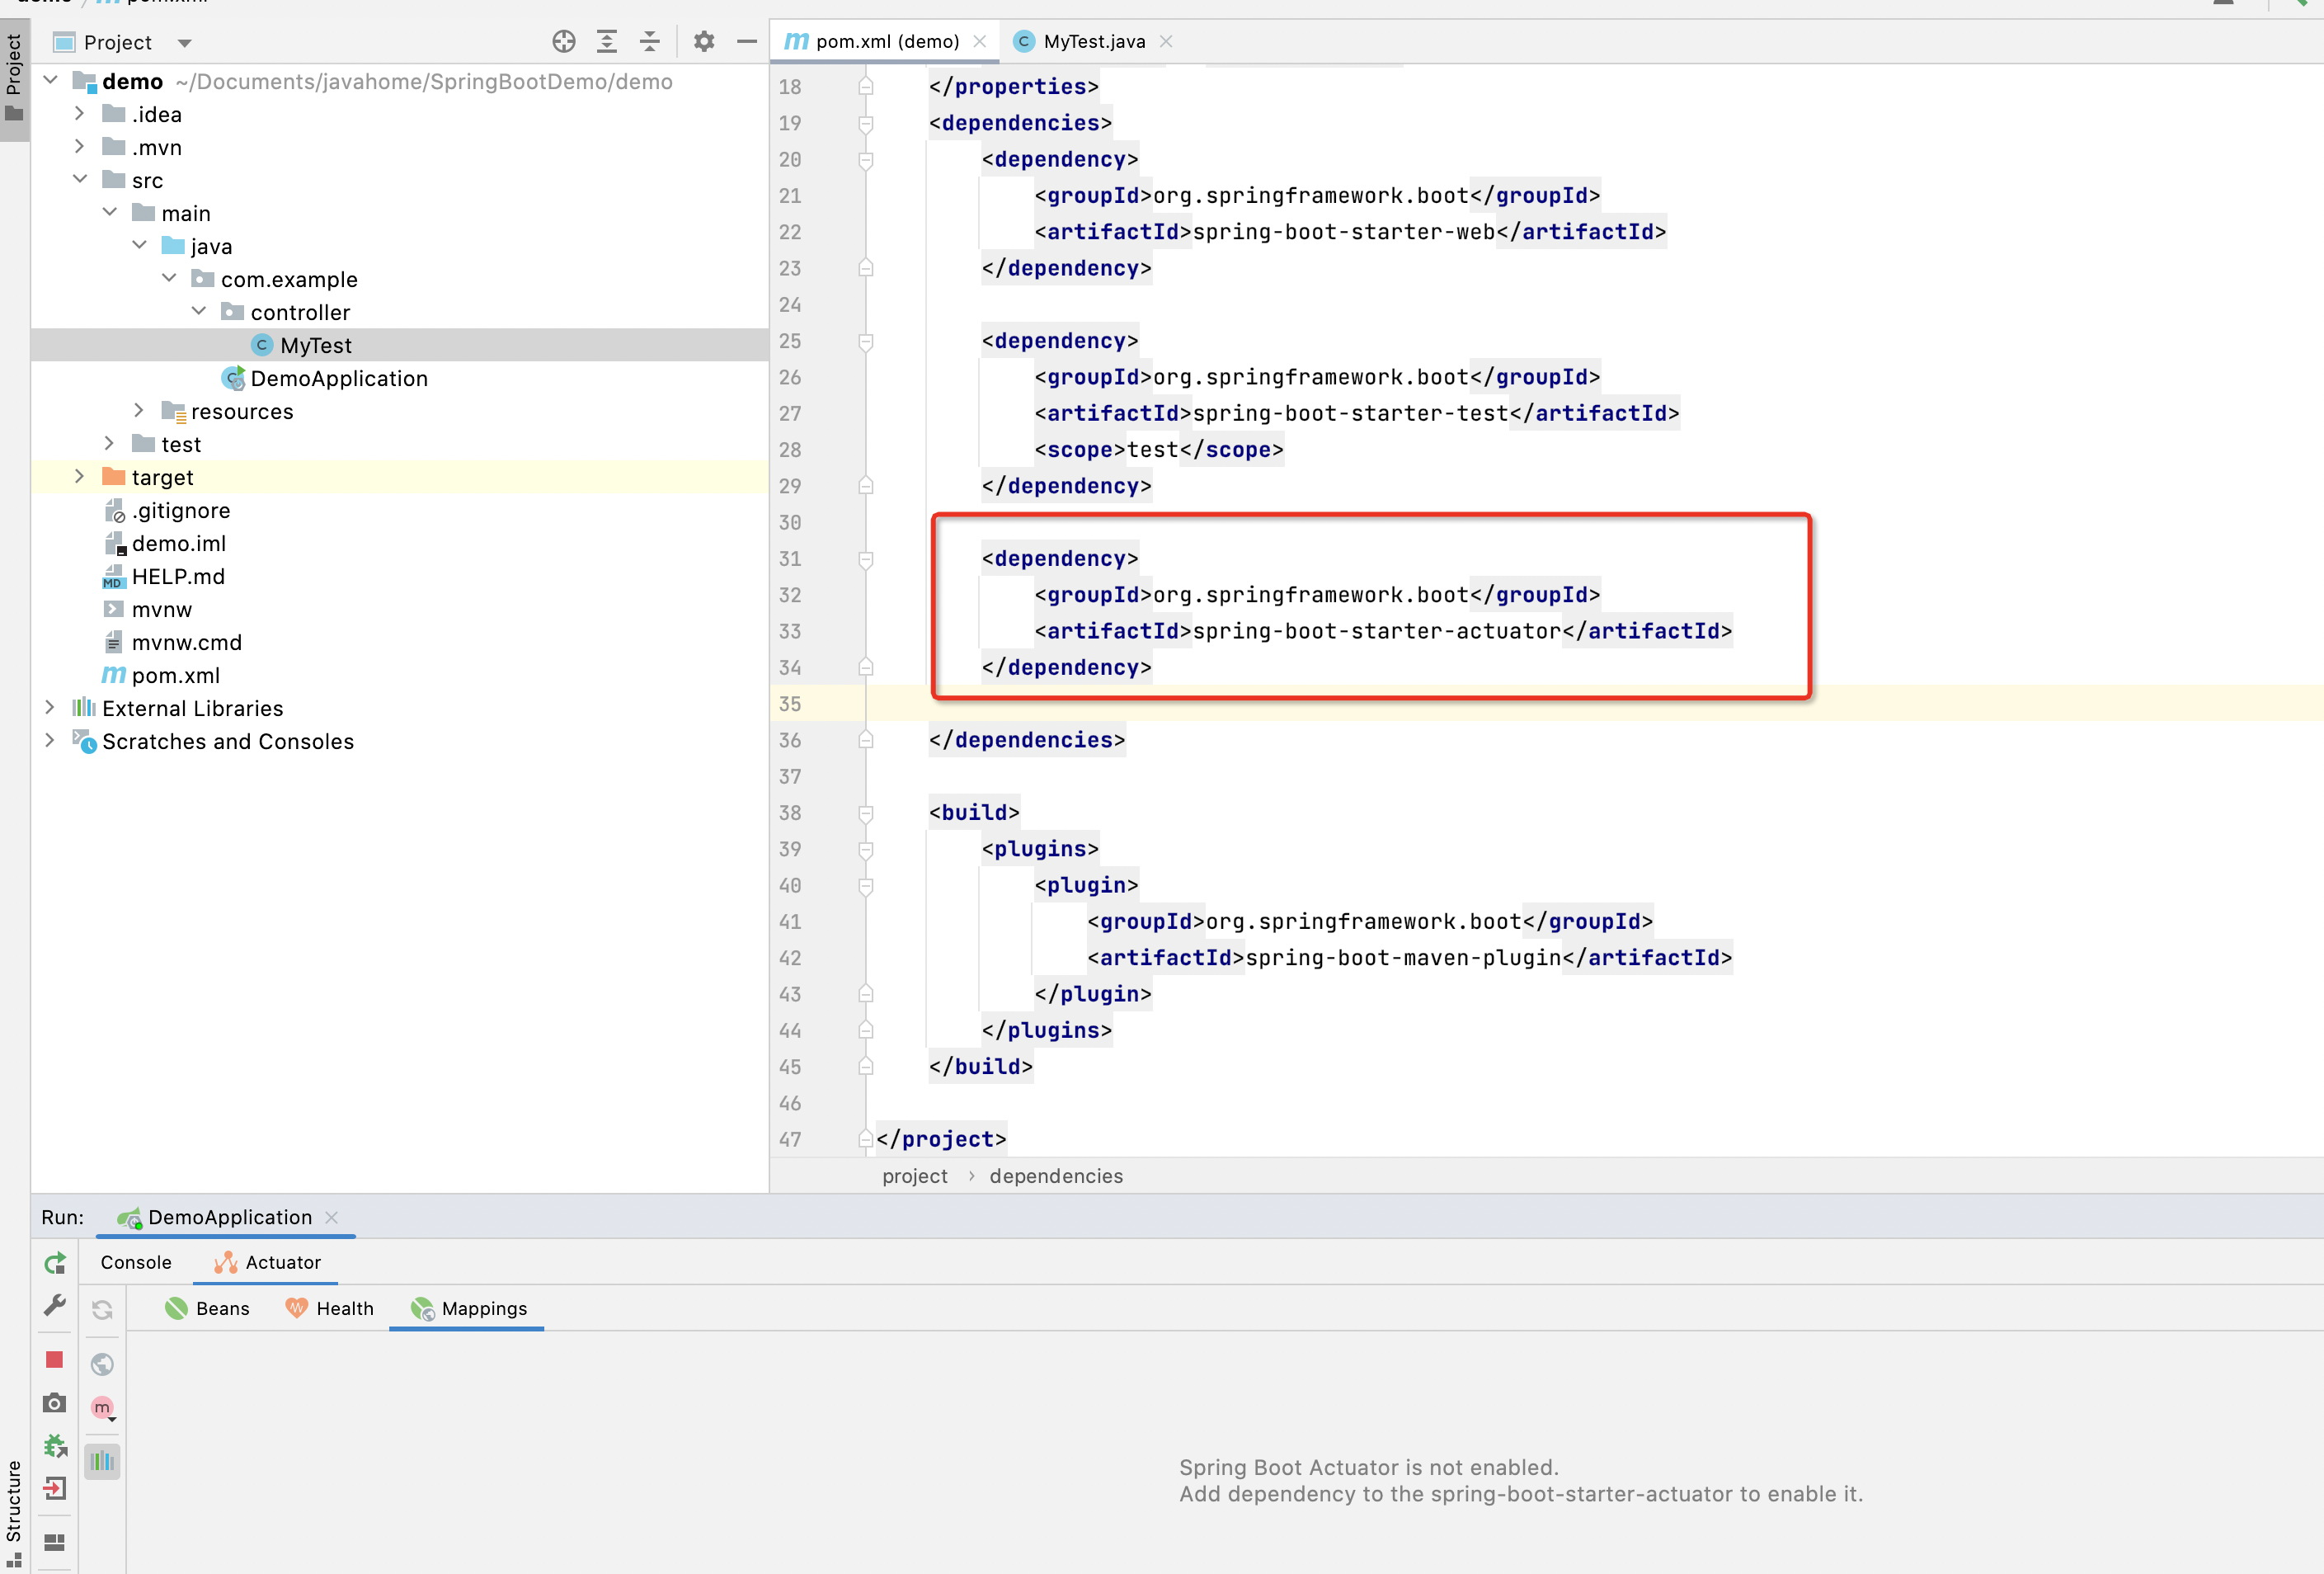 demo / m pom.xml
Project
Project
demo ~/Documents/javahome/SpringBootDemo/demo
.idea
.mvn
src
main
java
com.example
controller
C MyTest
DemoApplication
resources
test
target
.gitignore
demo.iml
MD HELP.md
mvnw
mvnw.cmd
m pom.xml
External Libraries
Scratches and Consoles
m pom.xml (demo)
C MyTest.java
18 </properties>
19 <dependencies>
20 <dependency>
21 <groupId>org.springframework.boot</groupId>
22 <artifactId>spring-boot-starter-web</artifactId>
23 </dependency>
24
25 <dependency>
26 <groupId>org.springframework.boot</groupId>
27 <artifactId>spring-boot-starter-test</artifactId>
28 <scope>test</scope>
29 </dependency>
30
31 <dependency>
32 <groupId>org.springframework.boot</groupId>
33 <artifactId>spring-boot-starter-actuator</artifactId>
34 </dependency>
35
36 </dependencies>
37
38 <build>
39 <plugins>
40 <plugin>
41 <groupId>org.springframework.boot</groupId>
42 <artifactId>spring-boot-maven-plugin</artifactId>
43 </plugin>
44 </plugins>
45 </build>
46
47 </project>
project › dependencies
Run: DemoApplication
Console Actuator
Beans Health Mappings
m
Structure
Spring Boot Actuator is not enabled.
Add dependency to the spring-boot-starter-actuator to enable it.